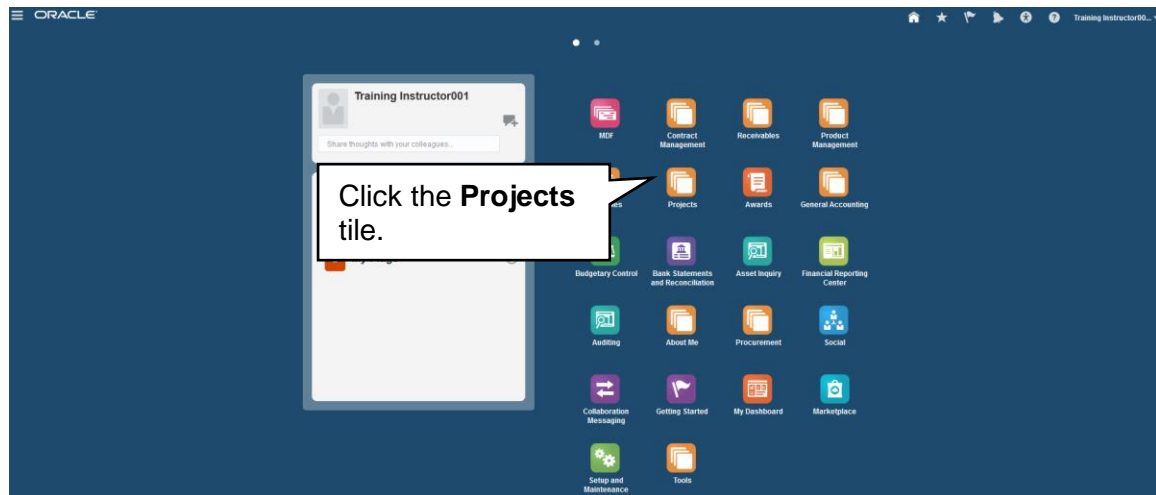 ORACLE
Training Instructor00...
Training Instructor001
Share thoughts with your colleagues...
Click the Projects
tile.
MDF
Contract
Management
Receivables
Product
Management
Projects
Awards
General Accounting
Budgetary Control
Bank Statements
and Reconciliation
Asset Inquiry
Financial Reporting
Center
Auditing
About Me
Procurement
Social
Collaboration
Messaging
Getting Started
My Dashboard
Marketplace
Setup and
Maintenance
Tools